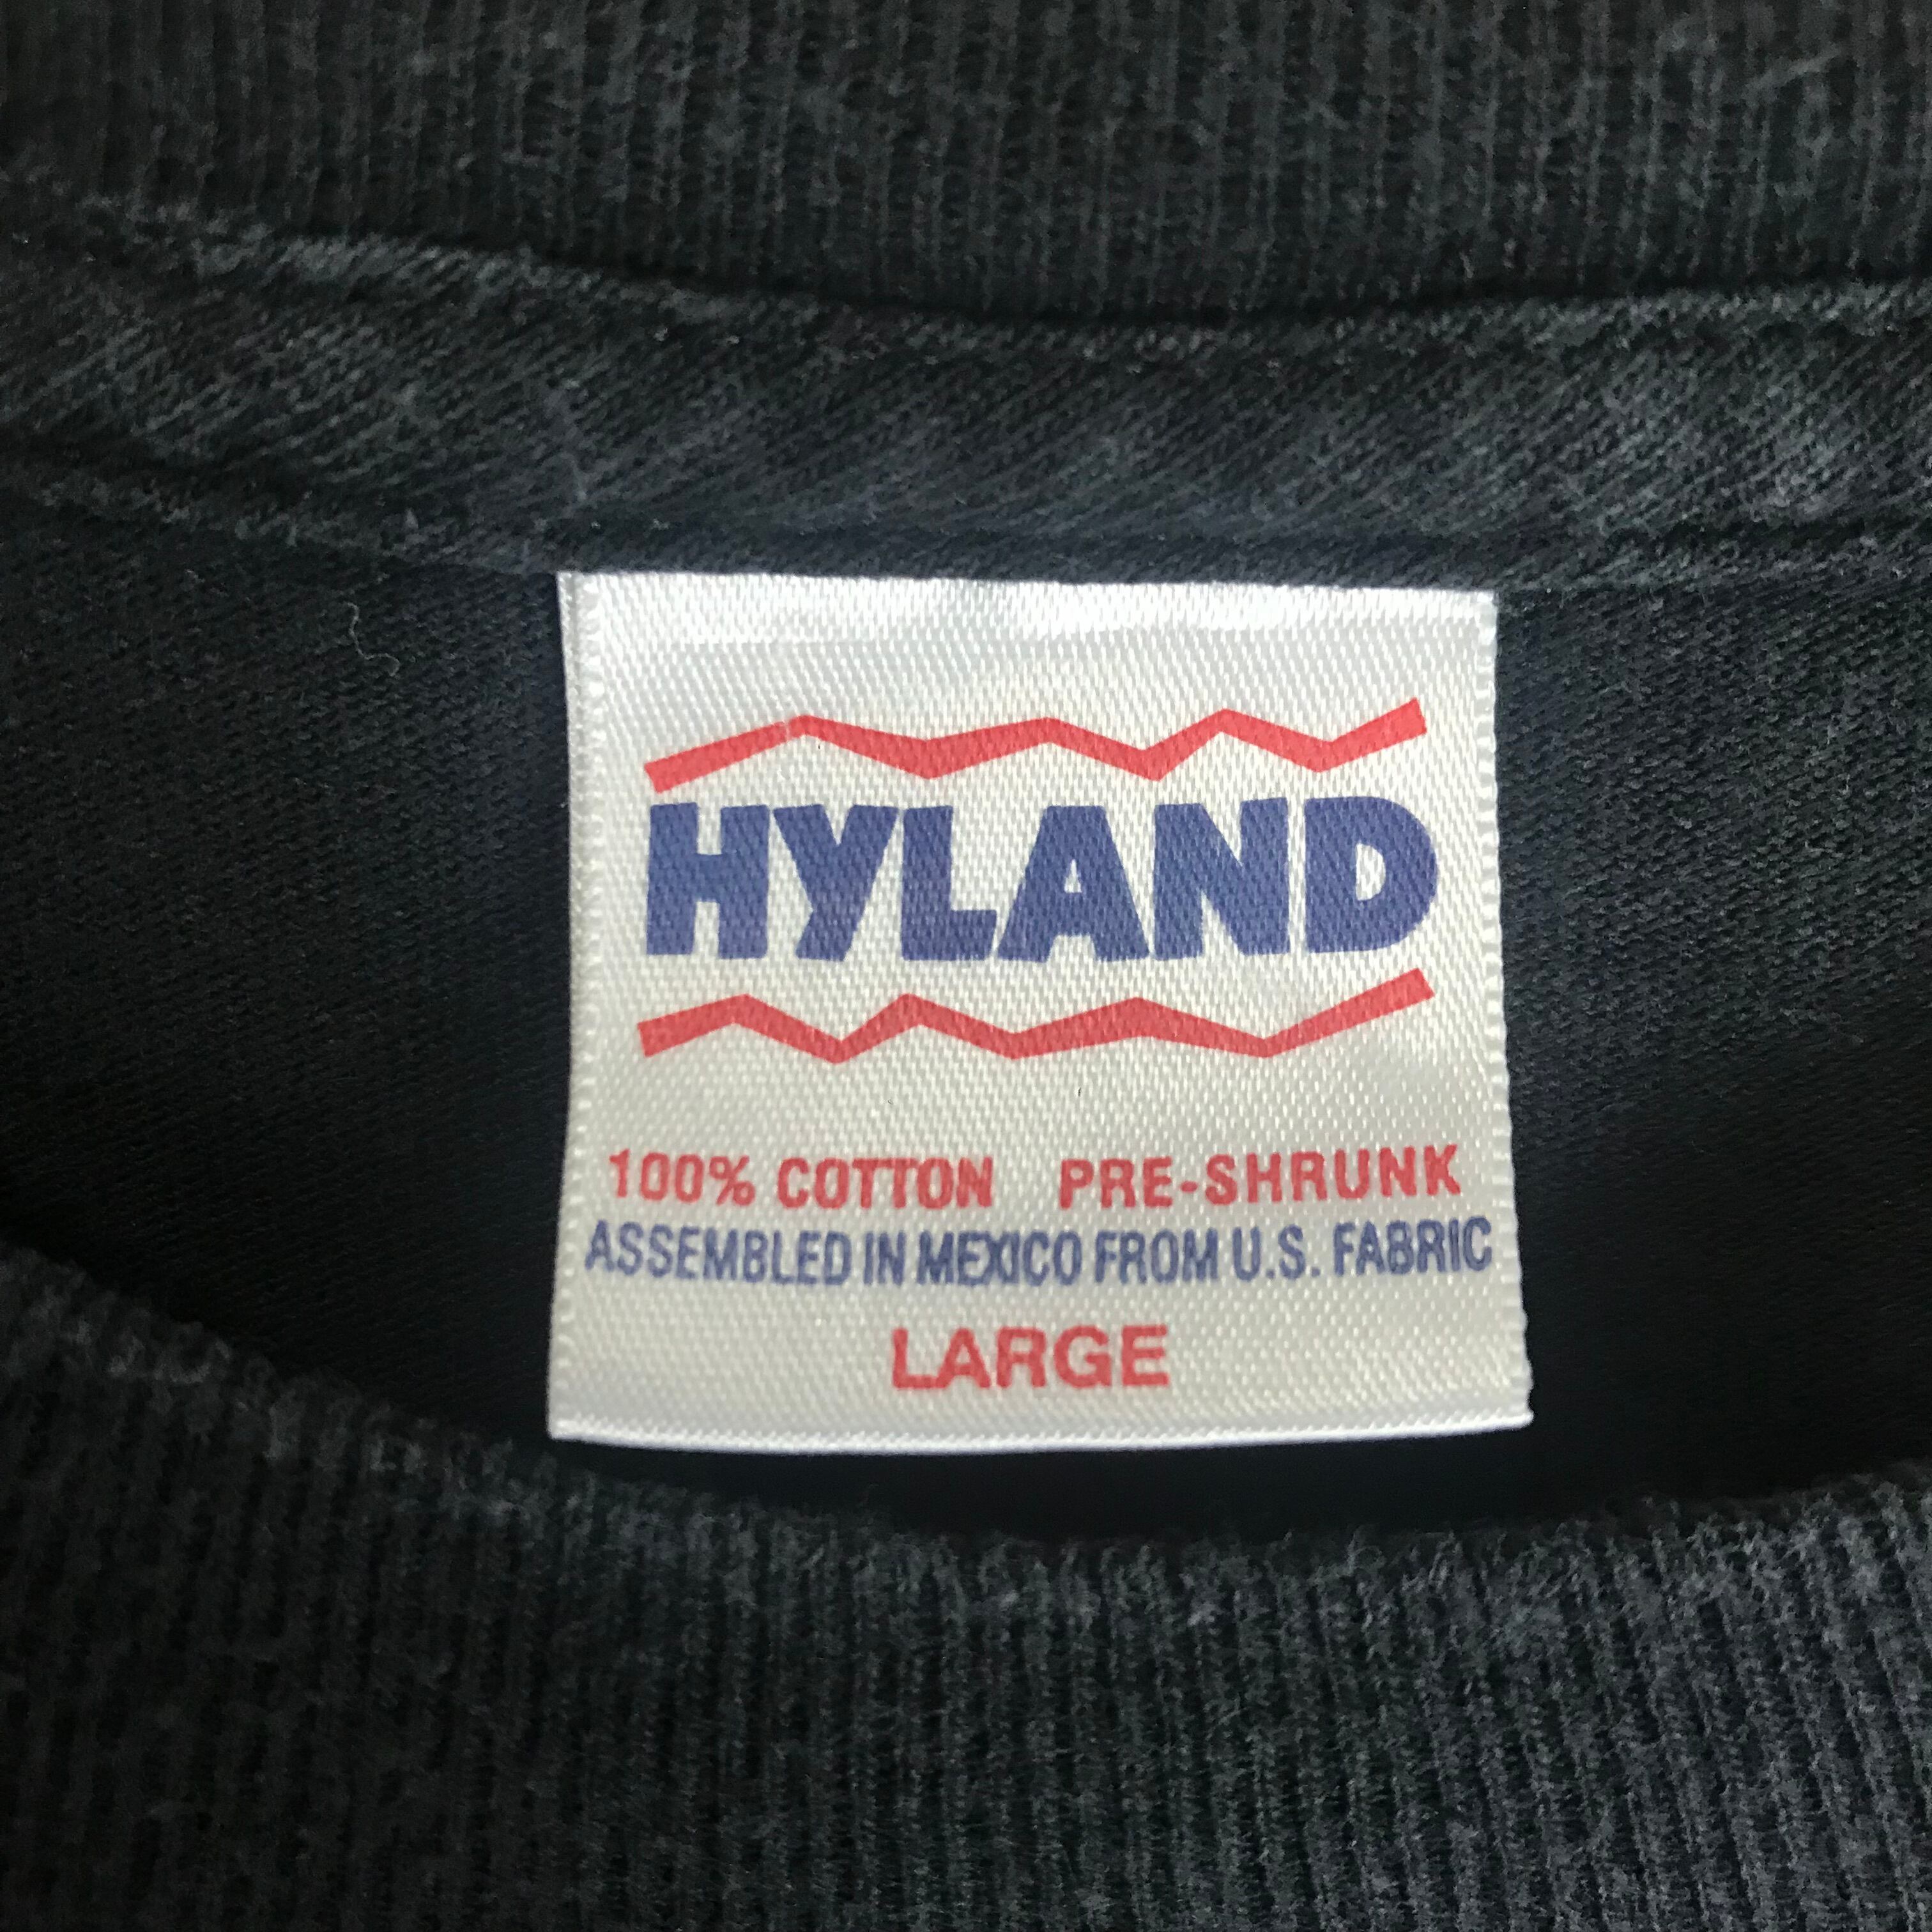 HYLAND
100% COTTON PRE-SHRUNK
ASSEMBLED IN MEXICO FROM U.S. FABRIC
LARGE